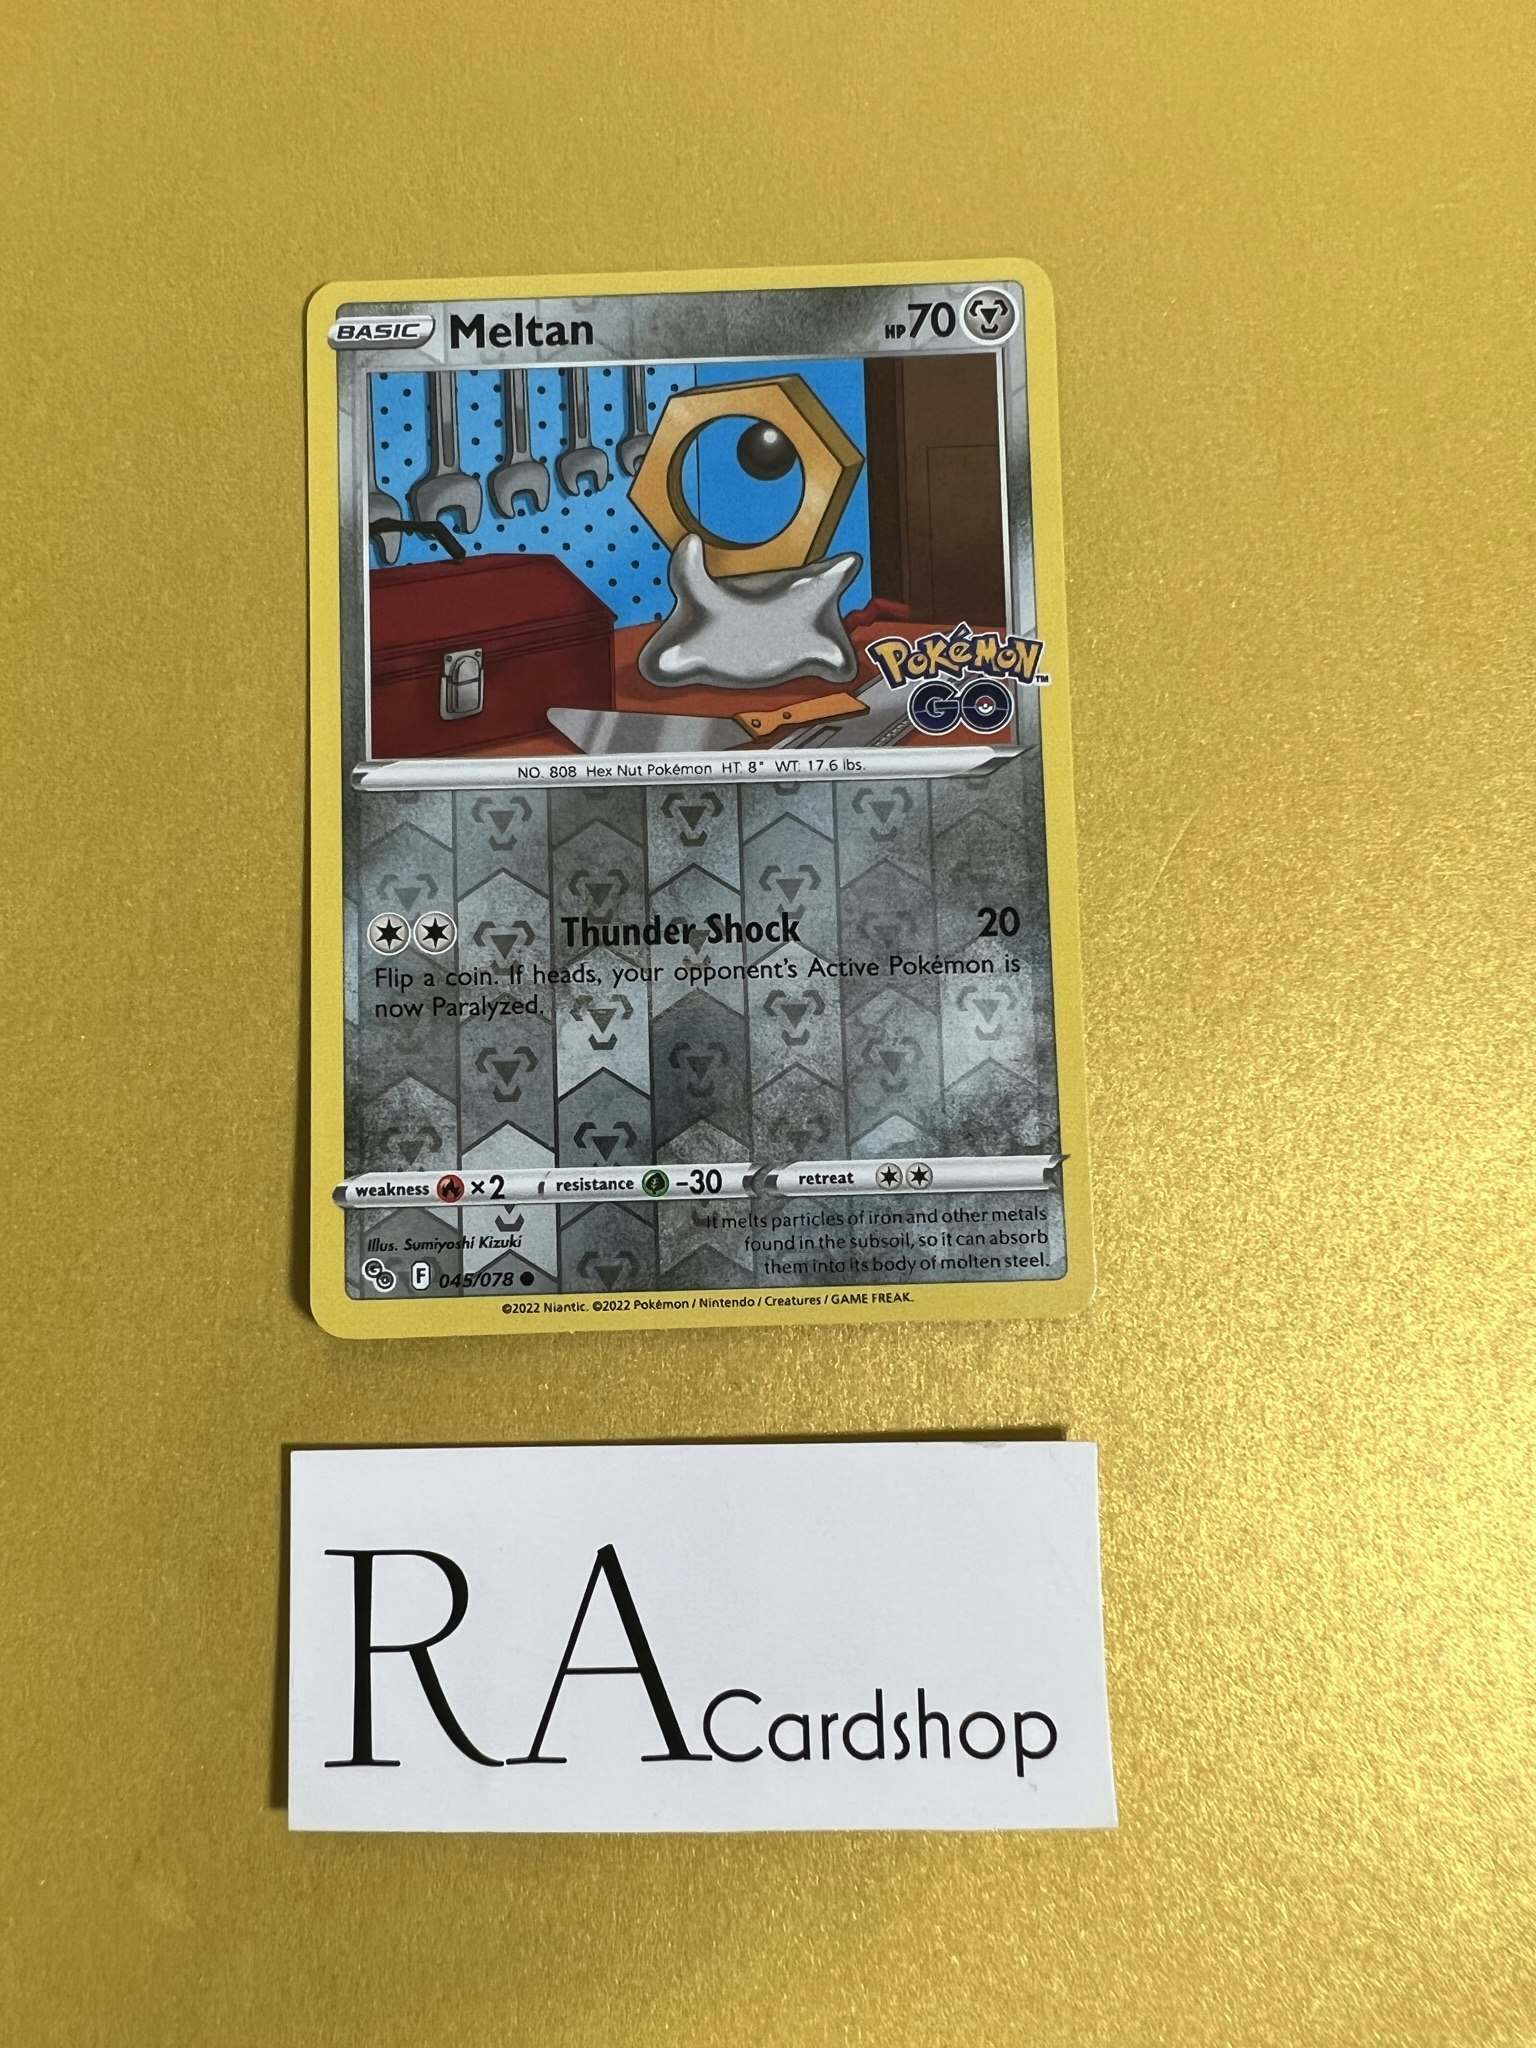 BASIC Meltan HP 70
POKéMON™
GO
NO. 808 Hex Nut Pokémon HT: 8" WT: 17.6 lbs.
Thunder Shock 20
Flip a coin. If heads, your opponent's Active Pokémon is
now Paralyzed.
weakness ×2 resistance -30 retreat
Illus. Sumiyoshi Kizuki
It melts particles of iron and other metals
found in the subsoil, so it can absorb
them into its body of molten steel.
GO F 045/078
©2022 Niantic. ©2022 Pokémon / Nintendo / Creatures / GAME FREAK.
RA Cardshop